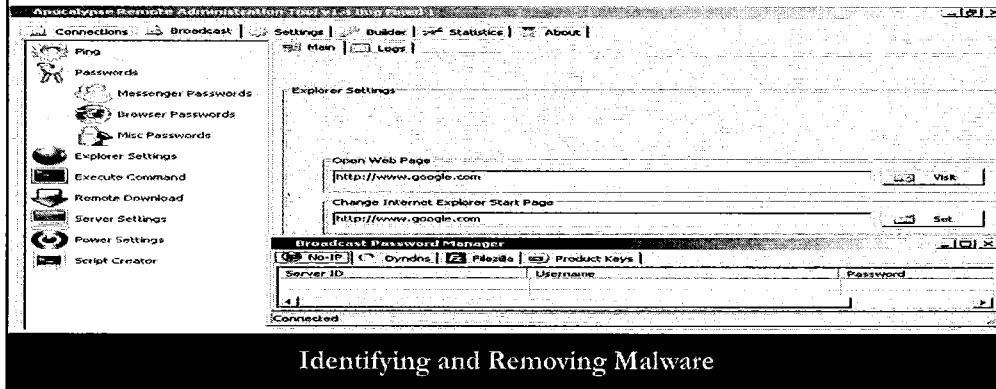 Apocalypse Remote Administration Tool
Connections Broadcast Settings Builder Statistics About
Main Logs
Ping
Passwords
Messenger Passwords
Browser Passwords
Misc Passwords
Explorer Settings
Execute Command
Remote Download
Server Settings
Power Settings
Script Creator
Explorer Settings
Open Web Page
http://www.google.com Visit
Change Internet Explorer Start Page
http://www.google.com Set
Broadcast Password Manager
No-IP Dyndns Filezilla Product Keys
Server ID Username Password
Connected
Identifying and Removing Malware